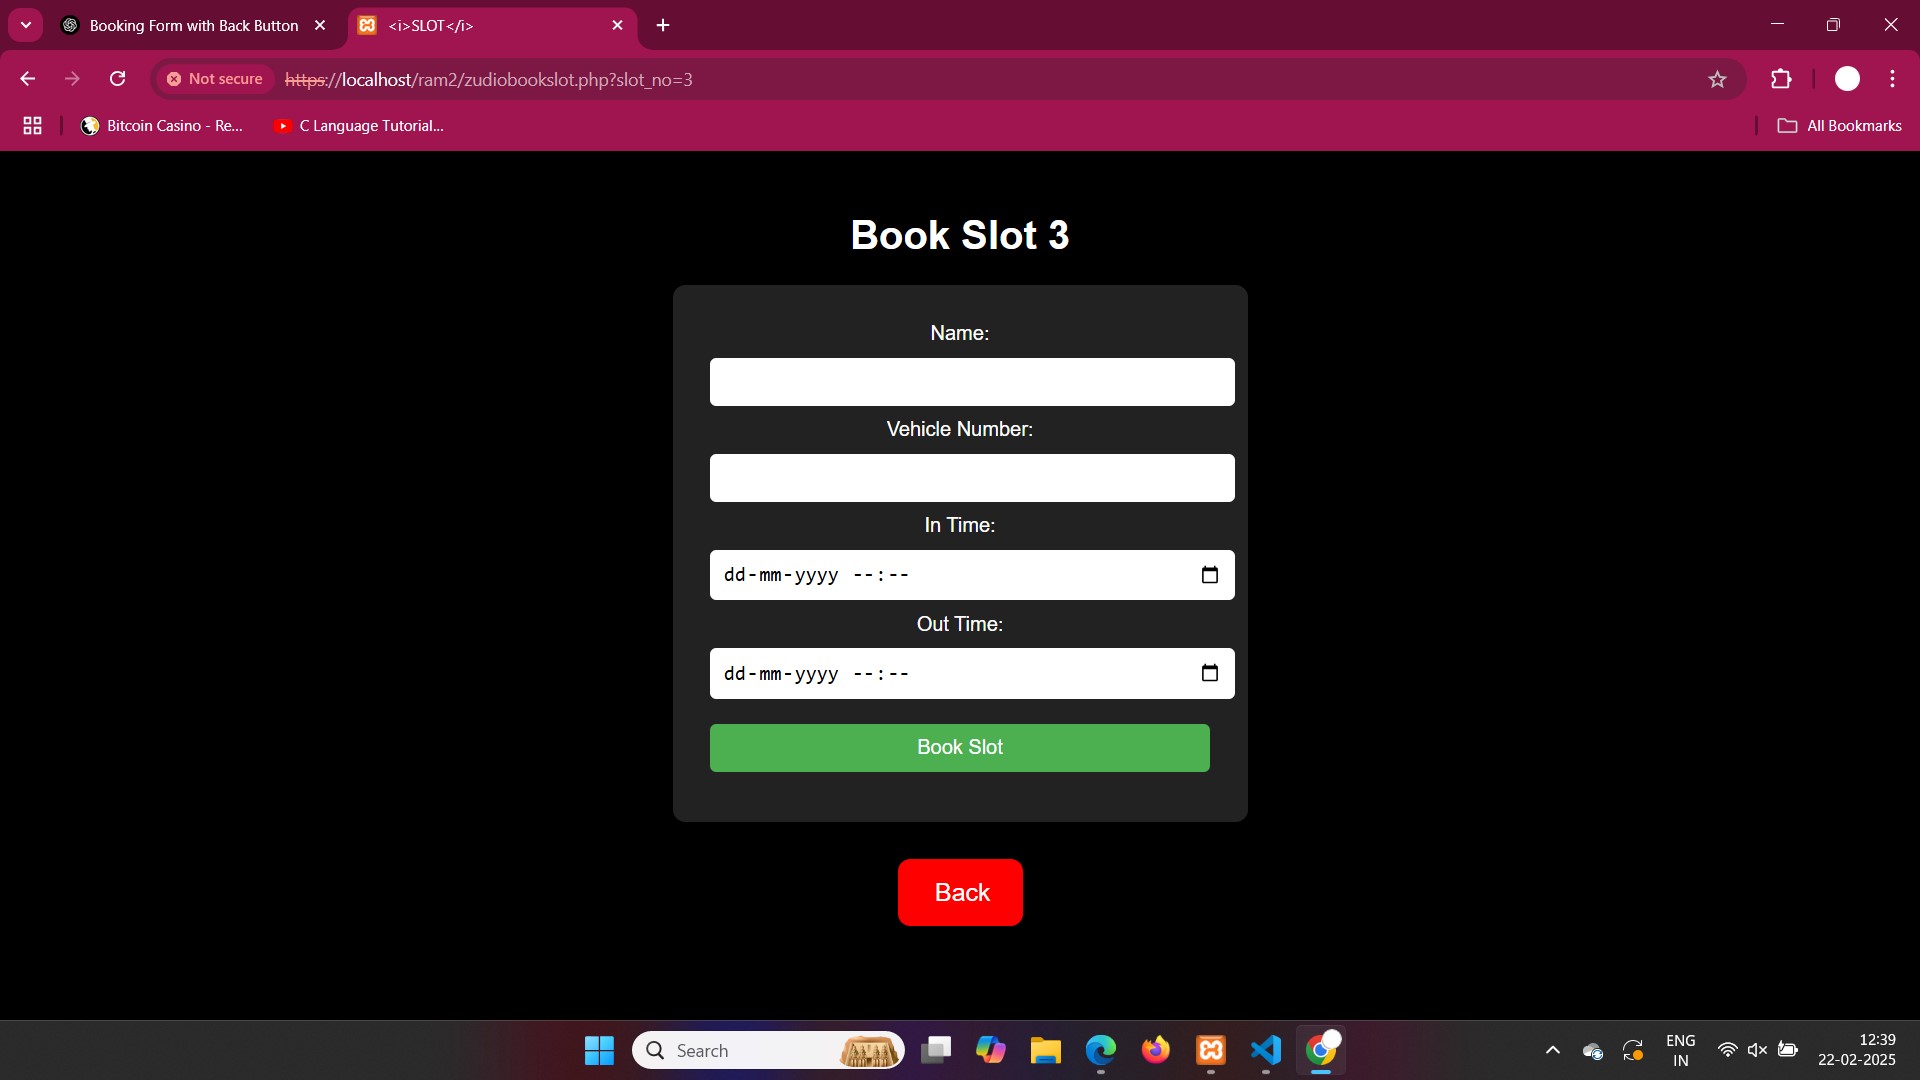 Booking Form with Back Button
<i>SLOT</i>
Not secure
https://localhost/ram2/zudiobookslot.php?slot_no=3
Bitcoin Casino - Re...
C Language Tutorial...
All Bookmarks
Book Slot 3
Name:
Vehicle Number:
In Time:
dd-mm-yyyy --:--
Out Time:
dd-mm-yyyy --:--
Book Slot
Back
Search
ENG
IN
12:39
22-02-2025